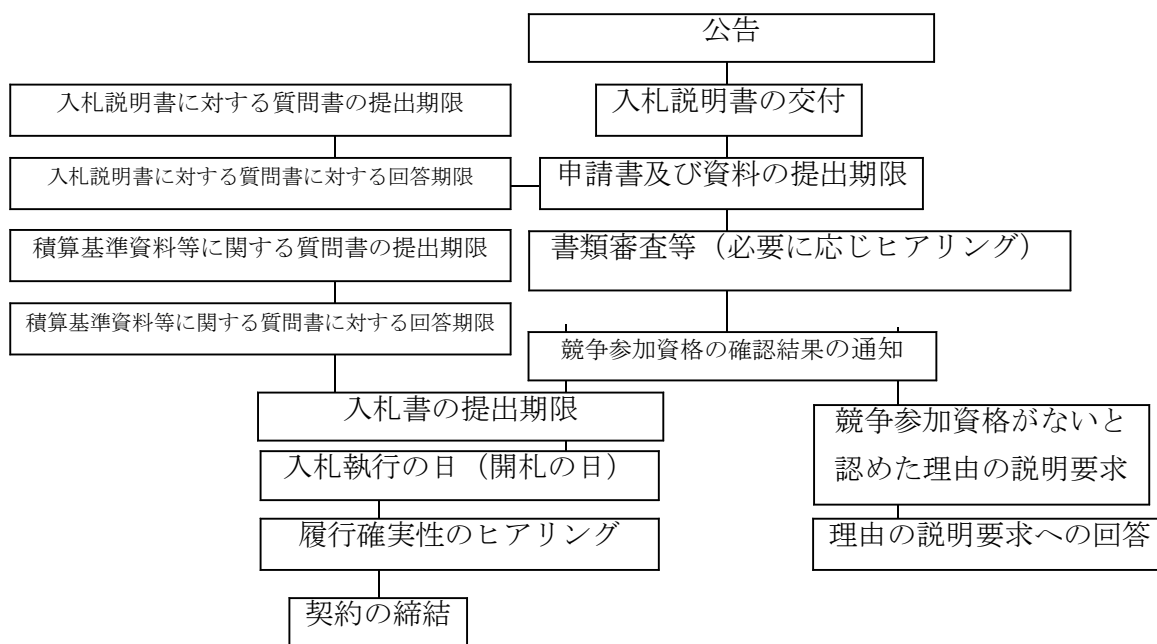 公告
入札説明書に対する質問書の提出期限
入札説明書の交付
入札説明書に対する質問書に対する回答期限
申請書及び資料の提出期限
積算基準資料等に関する質問書の提出期限
書類審査等（必要に応じヒアリング）
積算基準資料等に関する質問書に対する回答期限
競争参加資格の確認結果の通知
入札書の提出期限
競争参加資格がないと
認めた理由の説明要求
入札執行の日（開札の日）
履行確実性のヒアリング
理由の説明要求への回答
契約の締結